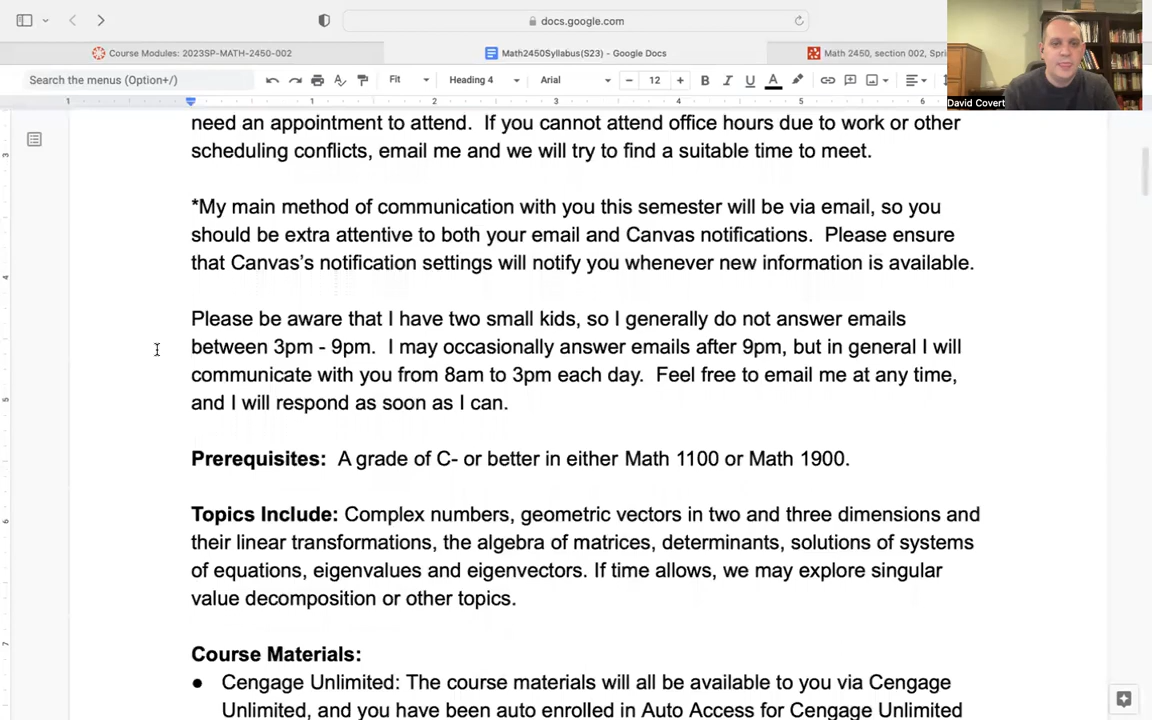 docs.google.com
Course Modules: 2023SP-MATH-2450-002
Math2450Syllabus(S23) - Google Docs
Math 2450, section 002, Spri
David Covert
Search the menus (Option+/)
Fit
Heading 4
Arial
12
B I U A
1 1 2 3 4 5 6
need an appointment to attend. If you cannot attend office hours due to work or other
scheduling conflicts, email me and we will try to find a suitable time to meet.
*My main method of communication with you this semester will be via email, so you
should be extra attentive to both your email and Canvas notifications. Please ensure
that Canvas’s notification settings will notify you whenever new information is available.
Please be aware that I have two small kids, so I generally do not answer emails
between 3pm - 9pm. I may occasionally answer emails after 9pm, but in general I will
communicate with you from 8am to 3pm each day. Feel free to email me at any time,
and I will respond as soon as I can.
Prerequisites: A grade of C- or better in either Math 1100 or Math 1900.
Topics Include: Complex numbers, geometric vectors in two and three dimensions and
their linear transformations, the algebra of matrices, determinants, solutions of systems
of equations, eigenvalues and eigenvectors. If time allows, we may explore singular
value decomposition or other topics.
Course Materials:
● Cengage Unlimited: The course materials will all be available to you via Cengage
Unlimited, and you have been auto enrolled in Auto Access for Cengage Unlimited
3
4
5
6
7